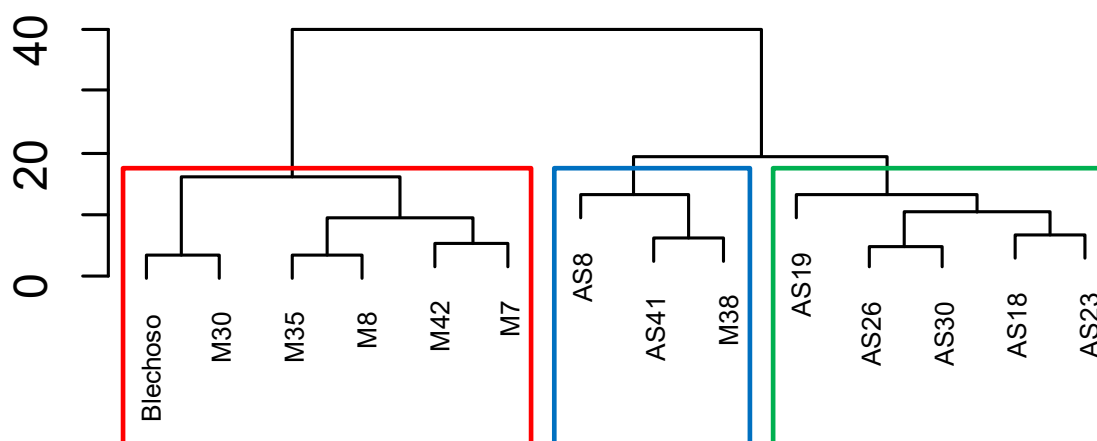 40
20
0
Blechoso
M30
M35
M8
M42
M7
AS8
AS41
M38
AS19
AS26
AS30
AS18
AS23